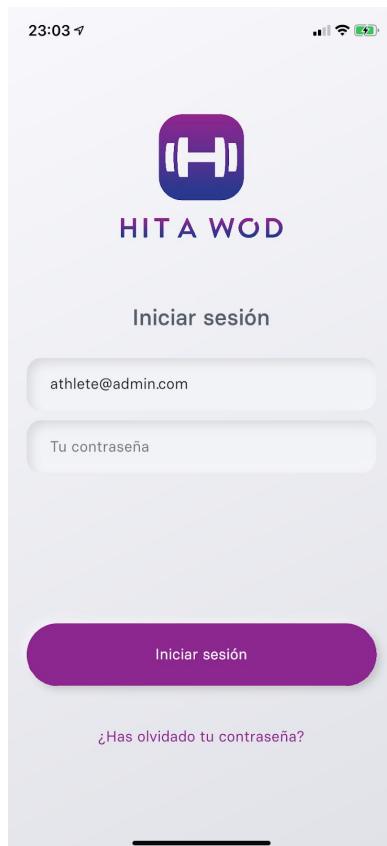 23:03
HIT A WOD
Iniciar sesión
athlete@admin.com
Tu contraseña
Iniciar sesión
¿Has olvidado tu contraseña?